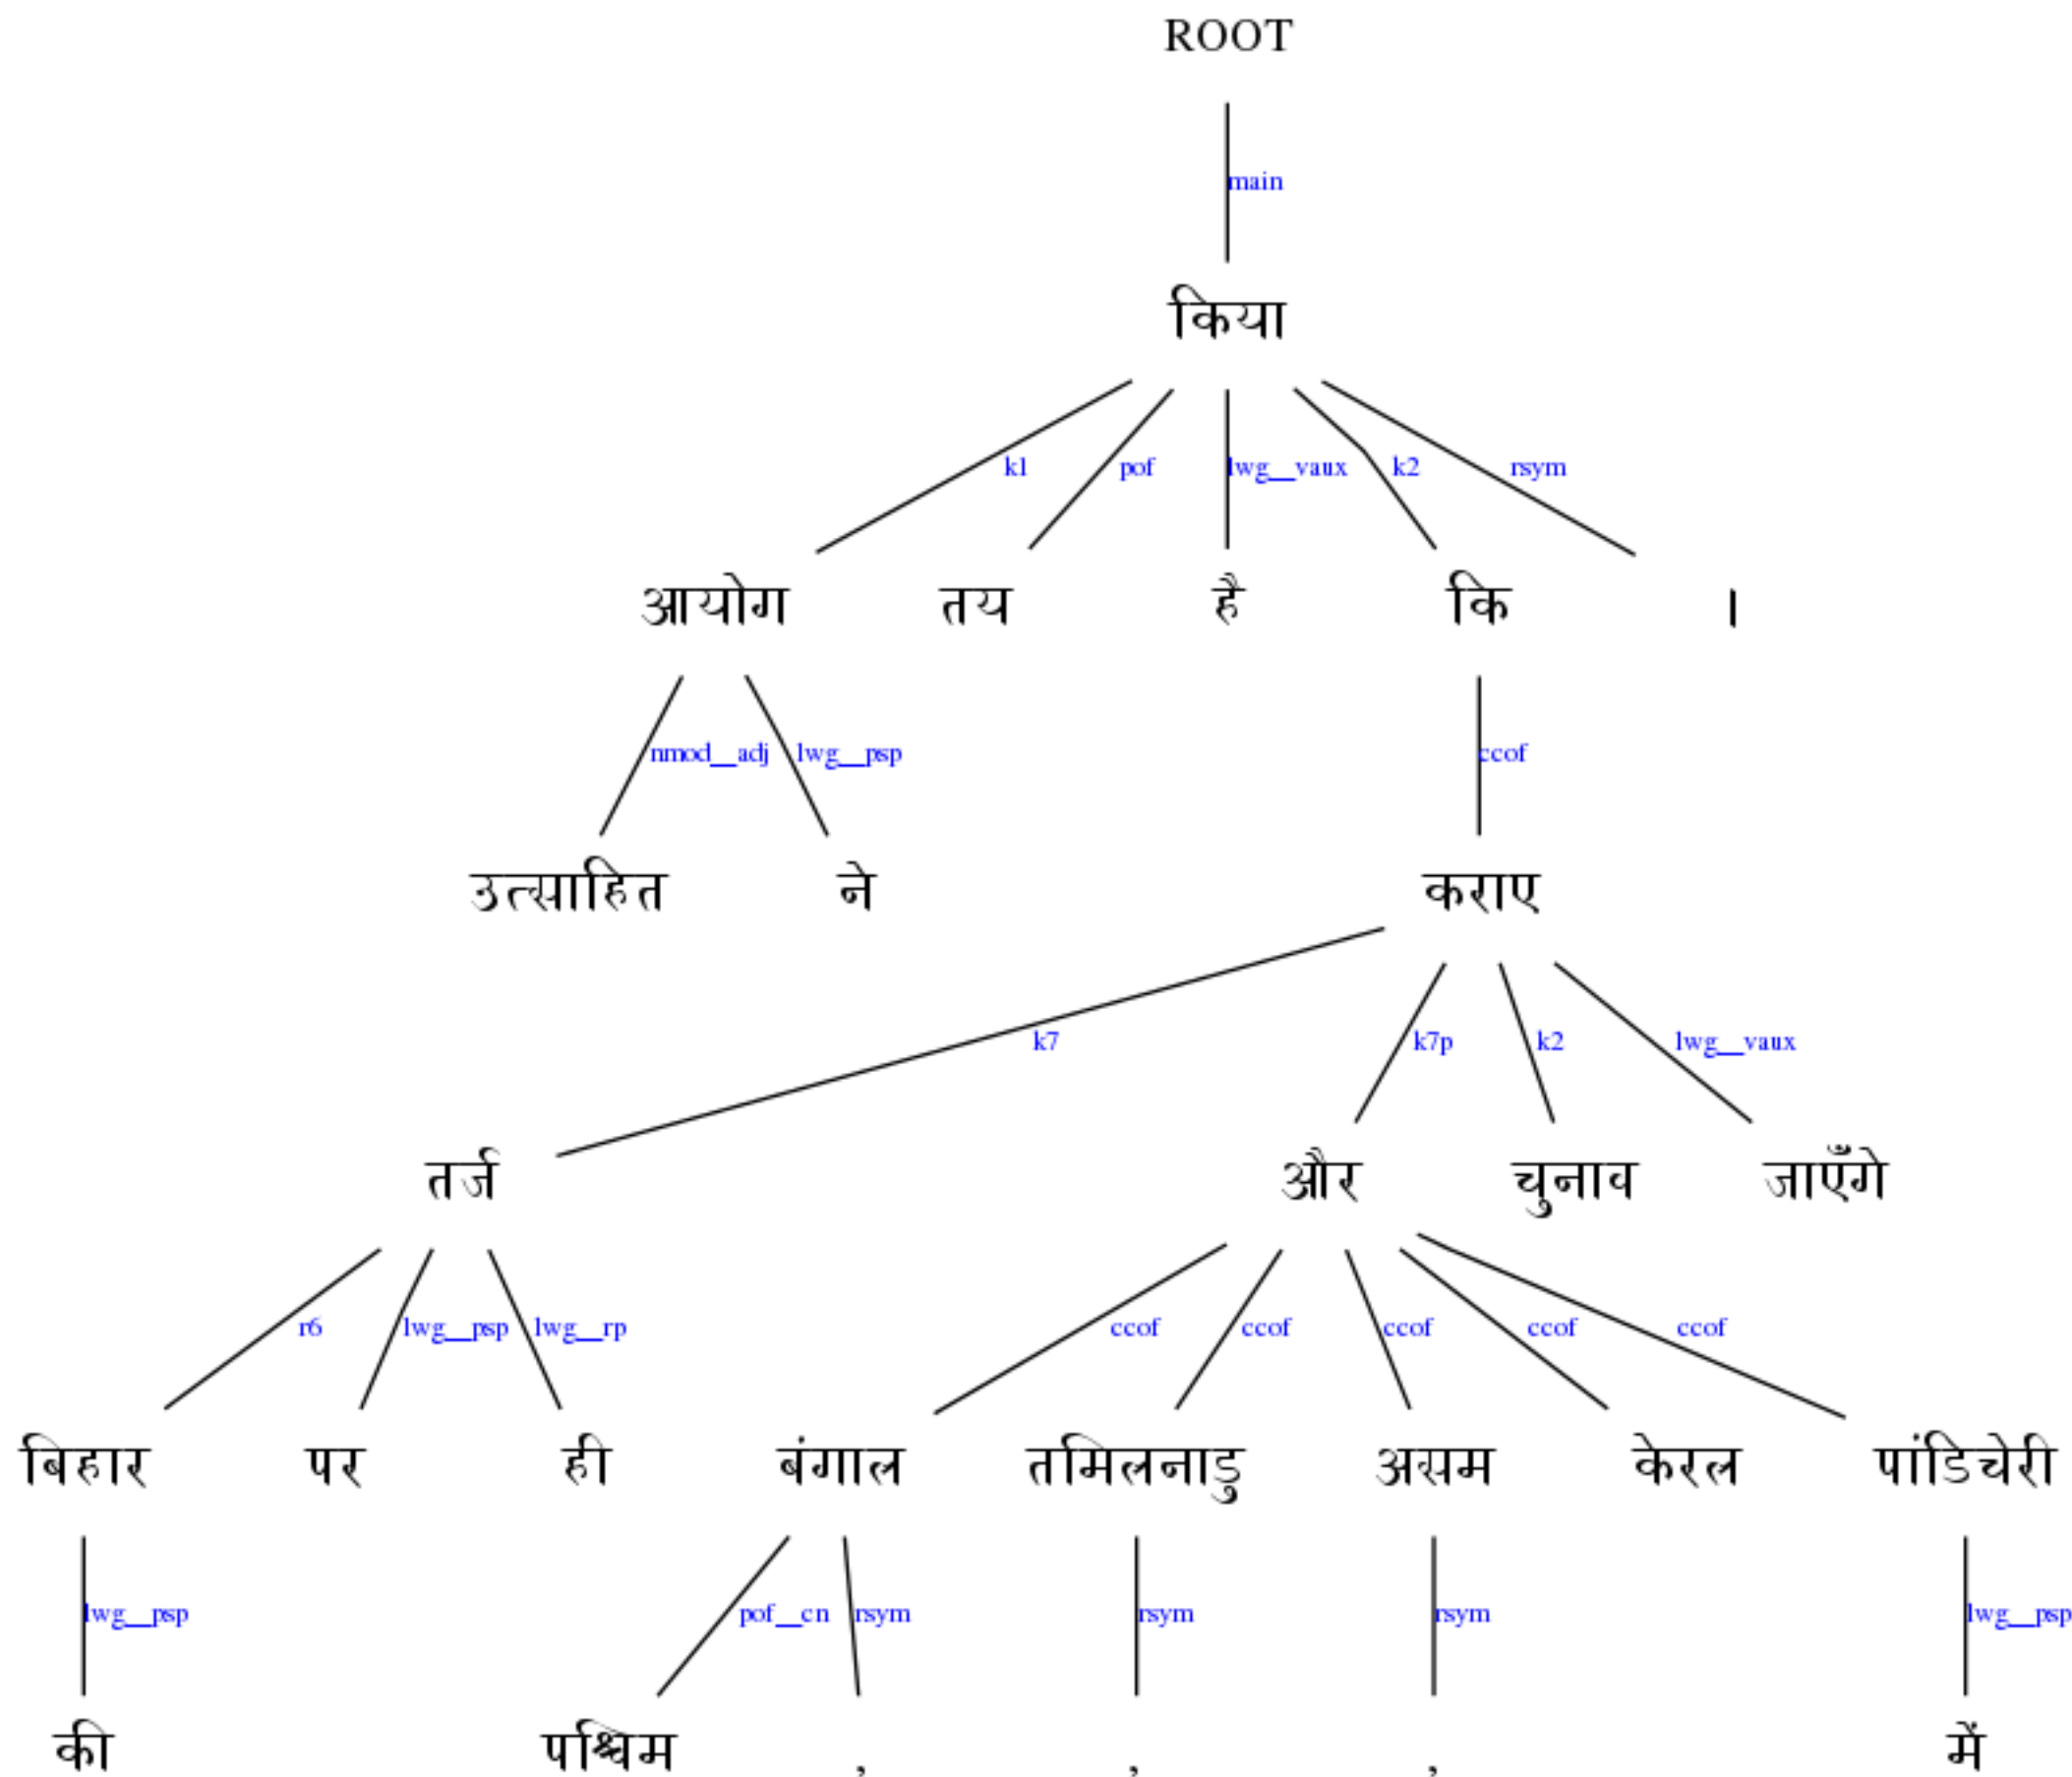 ROOT
main
किया
k1 pof lwg__vaux k2 rsym
आयोग तय है कि ।
nmod__adj lwg__psp ccof
उत्साहित ने कराए
k7 k7p k2 lwg__vaux
तर्ज और चुनाव जाएँगे
r6 lwg__psp lwg__rp ccof ccof ccof ccof ccof
बिहार पर ही बंगाल तमिलनाडु असम केरल पांडिचेरी
lwg__psp pof__cn rsym rsym rsym lwg__psp
की पश्चिम , , , में